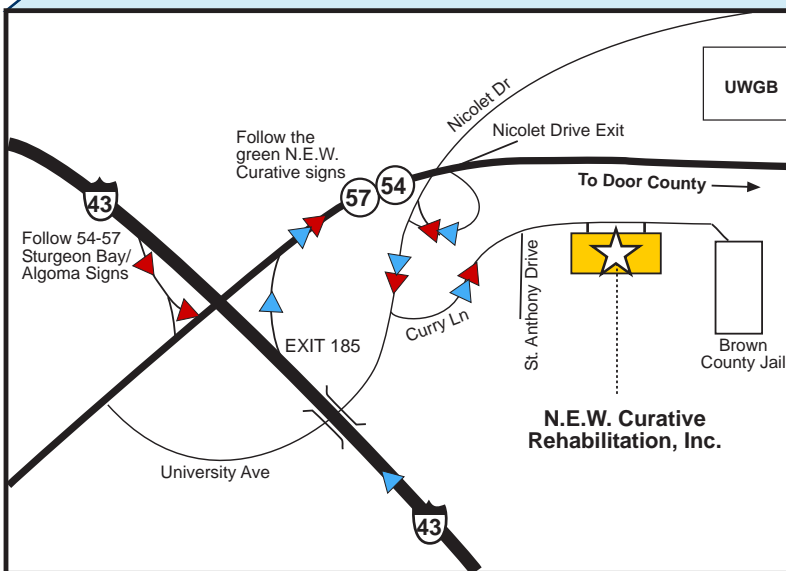 UWGB
Nicolet Dr
Nicolet Drive Exit
Follow the
green N.E.W.
Curative signs
57
54
To Door County
43
Follow 54-57
Sturgeon Bay/
Algoma Signs
St. Anthony Drive
Curry Ln
EXIT 185
Brown
County Jail
N.E.W. Curative
Rehabilitation, Inc.
University Ave
43